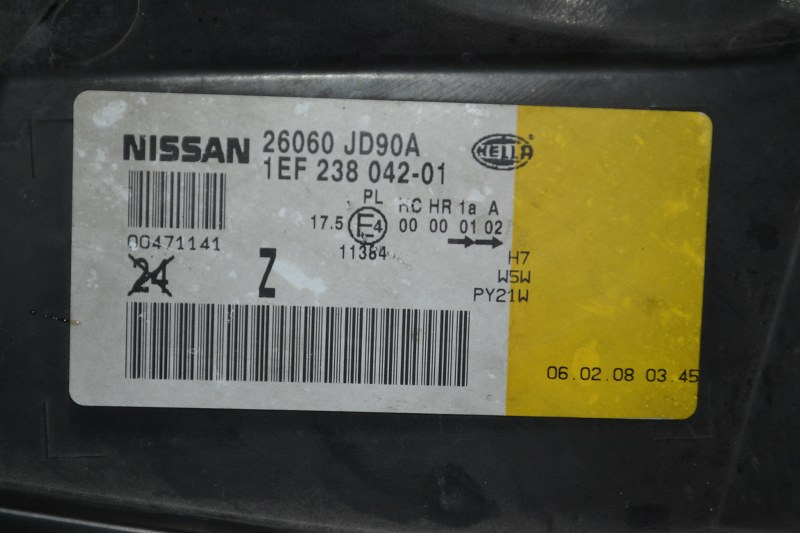 NISSAN 26060 JD90A
1EF 238 042-01
HELLA
PL HC HR 1a A
17.5 E4 00 00 01 02
11384
00471141
24 Z
H7
W5W
PY21W
06.02.08 03.45